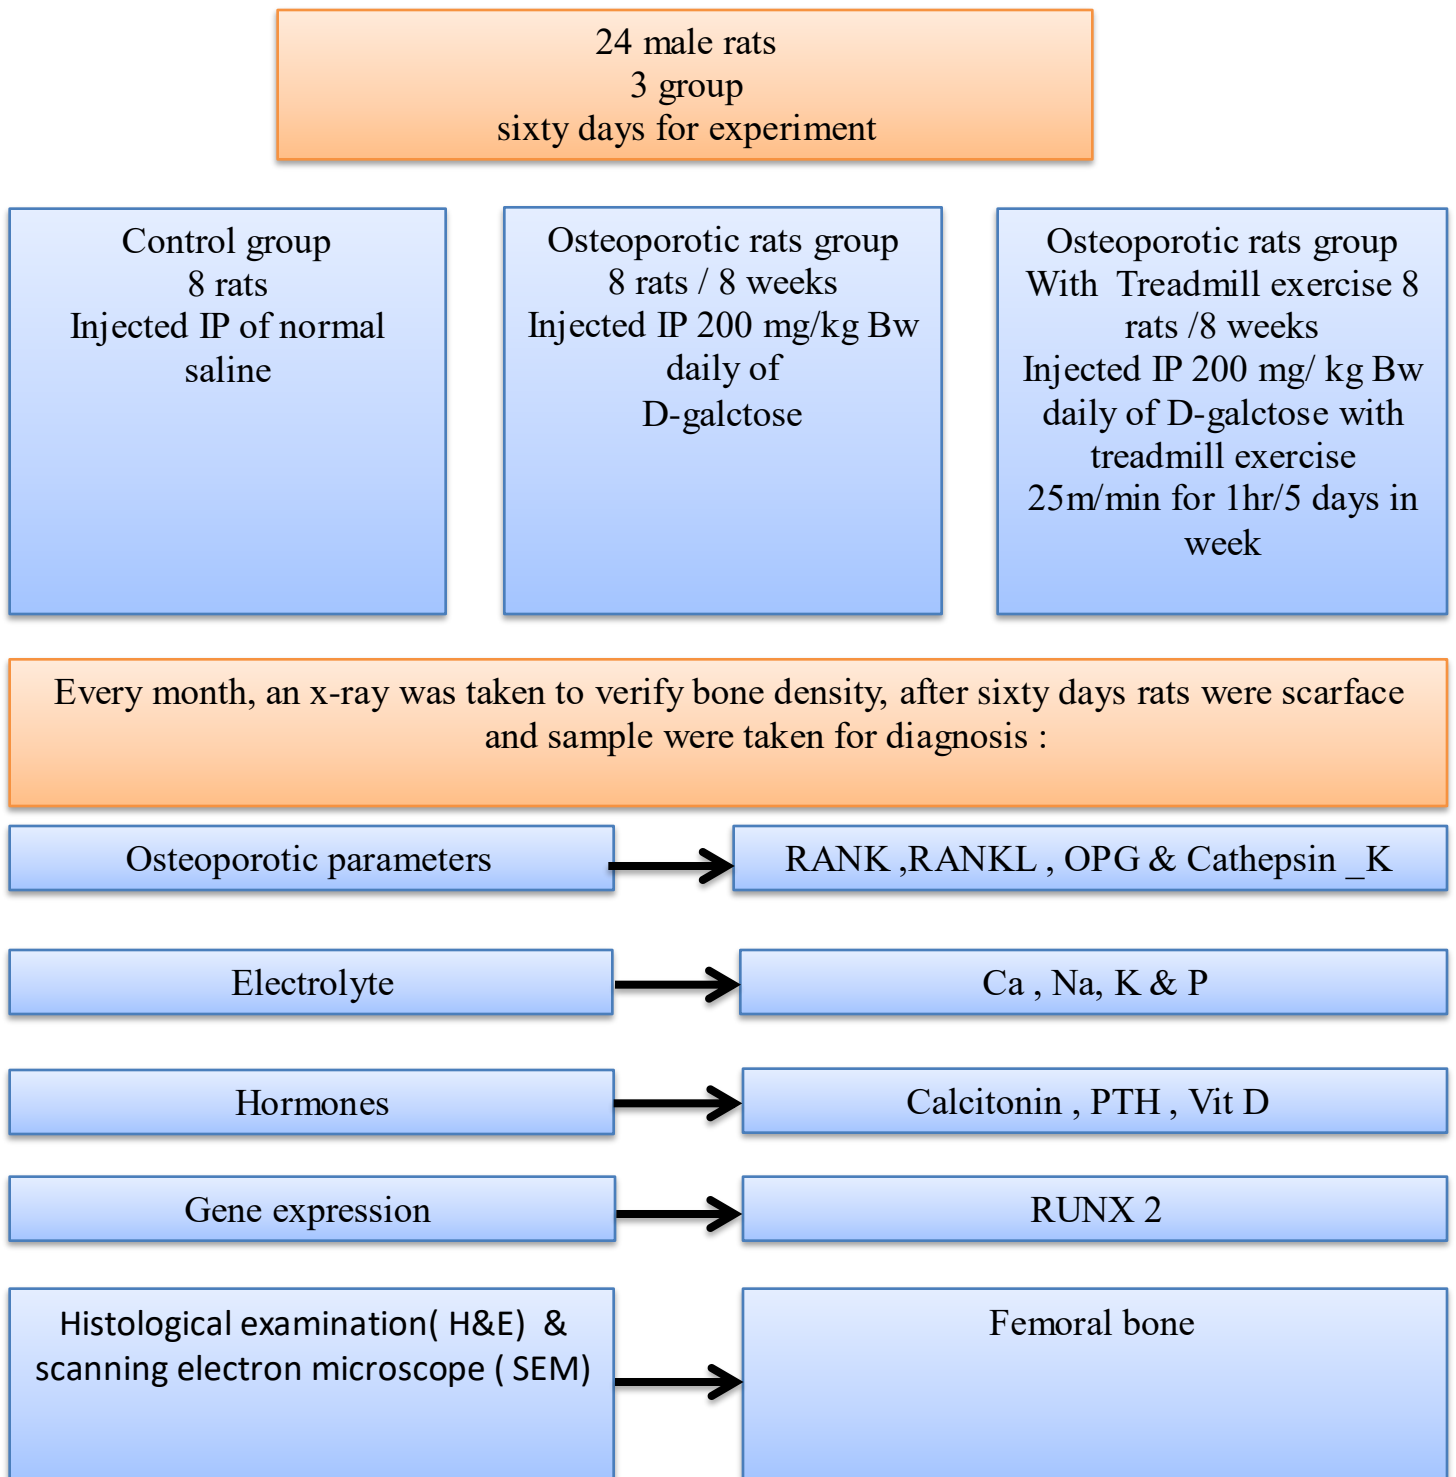 24 male rats
3 group
sixty days for experiment
Control group
8 rats
Injected IP of normal
saline
Osteoporotic rats group
8 rats / 8 weeks
Injected IP 200 mg/kg Bw
daily of
D-galctose
Osteoporotic rats group
With Treadmill exercise 8
rats /8 weeks
Injected IP 200 mg/ kg Bw
daily of D-galctose with
treadmill exercise
25m/min for 1hr/5 days in
week
Every month, an x-ray was taken to verify bone density, after sixty days rats were scarface
and sample were taken for diagnosis :
Osteoporotic parameters
RANK ,RANKL , OPG & Cathepsin _K
Electrolyte
Ca , Na, K & P
Hormones
Calcitonin , PTH , Vit D
Gene expression
RUNX 2
Histological examination( H&E) &
scanning electron microscope ( SEM)
Femoral bone